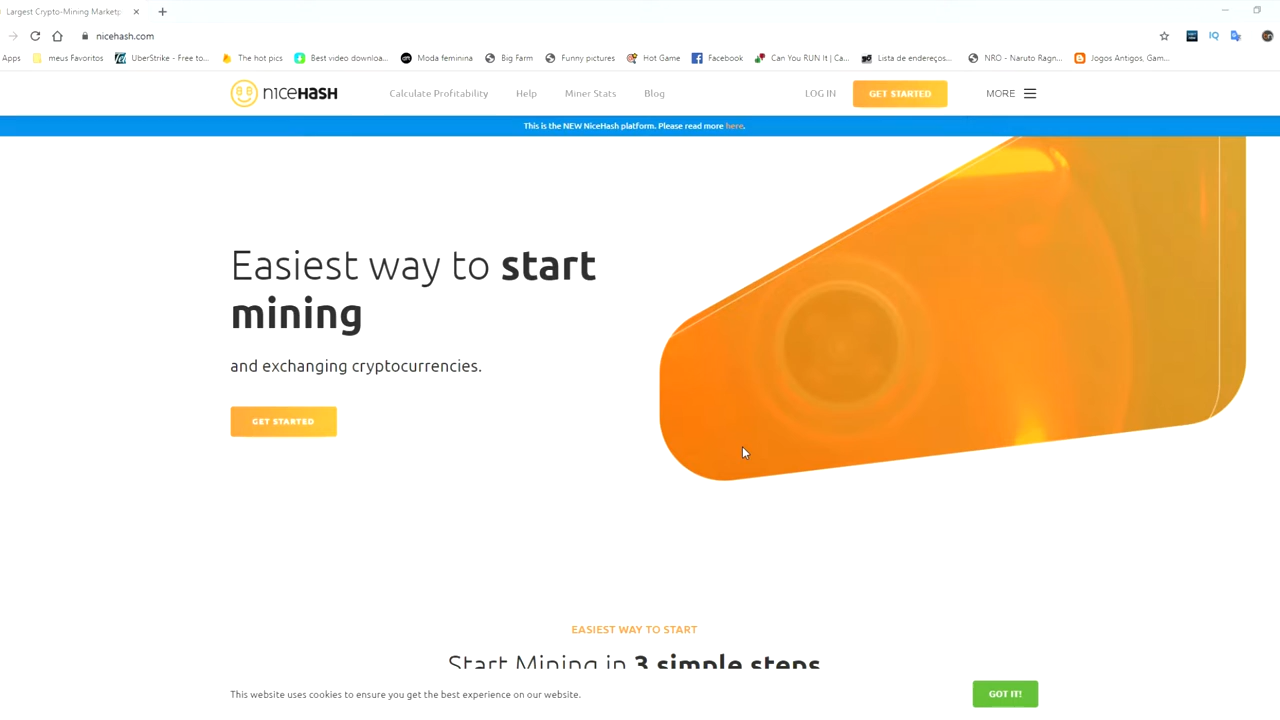 Largest Crypto-Mining Marketp
nicehash.com
IQ
Apps meus Favoritos UberStrike - Free to... The hot pics Best video downloa... Moda feminina Big Farm Funny pictures Hot Game Facebook Can You RUN It | Ca... Lista de endereços... NRO - Naruto Ragn... Jogos Antigos, Gam...
niceHASH Calculate Profitability Help Miner Stats Blog LOG IN GET STARTED MORE
This is the NEW NiceHash platform. Please read more here.
Easiest way to start
mining
and exchanging cryptocurrencies.
GET STARTED
EASIEST WAY TO START
Start Mining in 3 simple steps
This website uses cookies to ensure you get the best experience on our website. GOT IT!